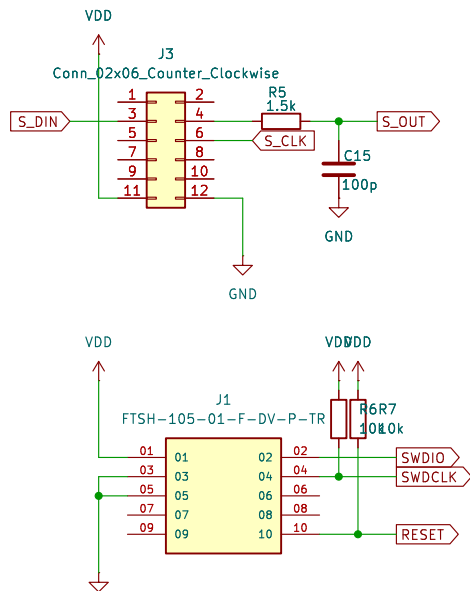 VDD
J3
Conn_02x06_Counter_Clockwise
1 2
3 4
5 6
7 8
9 10
11 12
S_DIN
R5
1.5k
S_OUT
S_CLK
C15
100p
GND
GND
VDD
VDD
VDD
J1
FTSH-105-01-F-DV-P-TR
R6
R7
10k
10k
01 01 02 02
03 03 04 04
05 05 06 06
07 07 08 08
09 09 10 10
SWDIO
SWDCLK
RESET